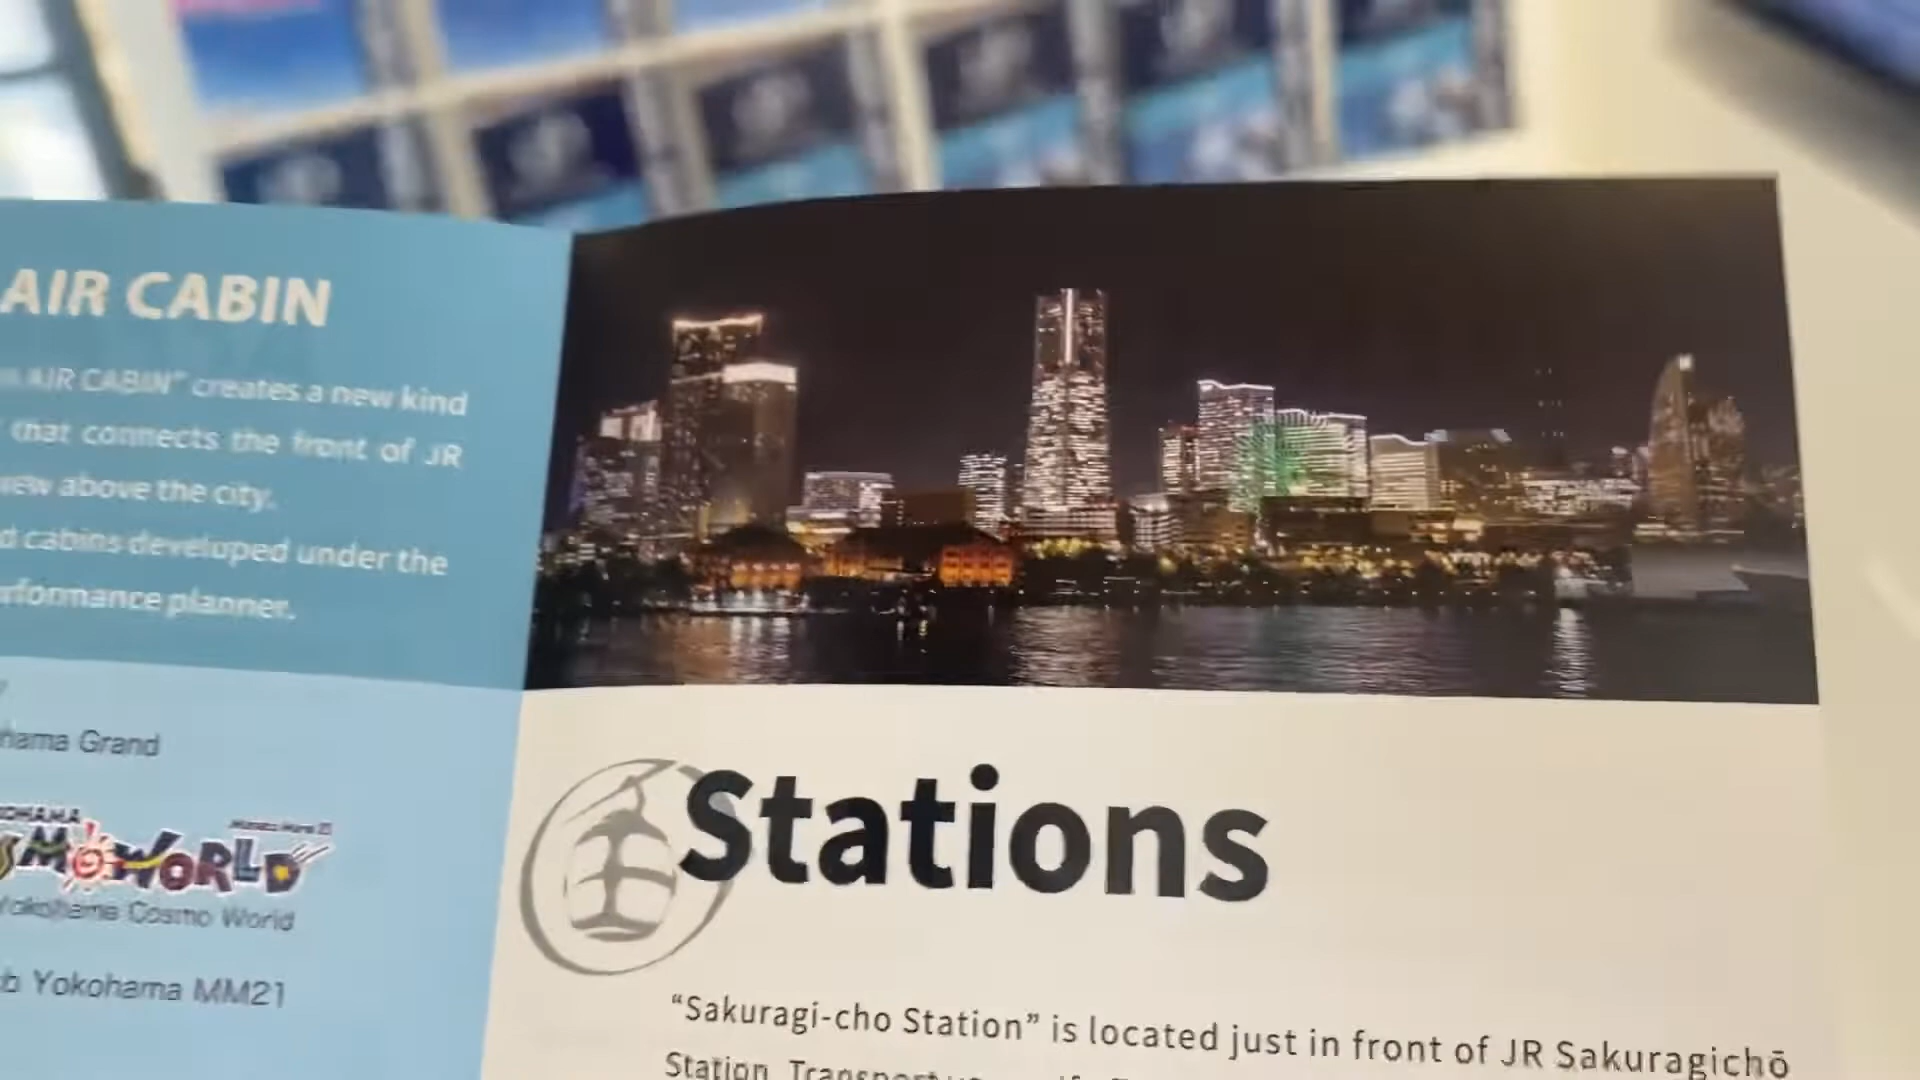 AIR CABIN
AIR CABIN” creates a new kind
that connects the front of JR
view above the city.
cabins developed under the
planner.
hama Grand
YOKOHAMA
WORLD
Yokohama Cosmo World
b Yokohama MM21
Stations
“Sakuragi-cho Station” is located just in front of JR Sakuragichō
Station